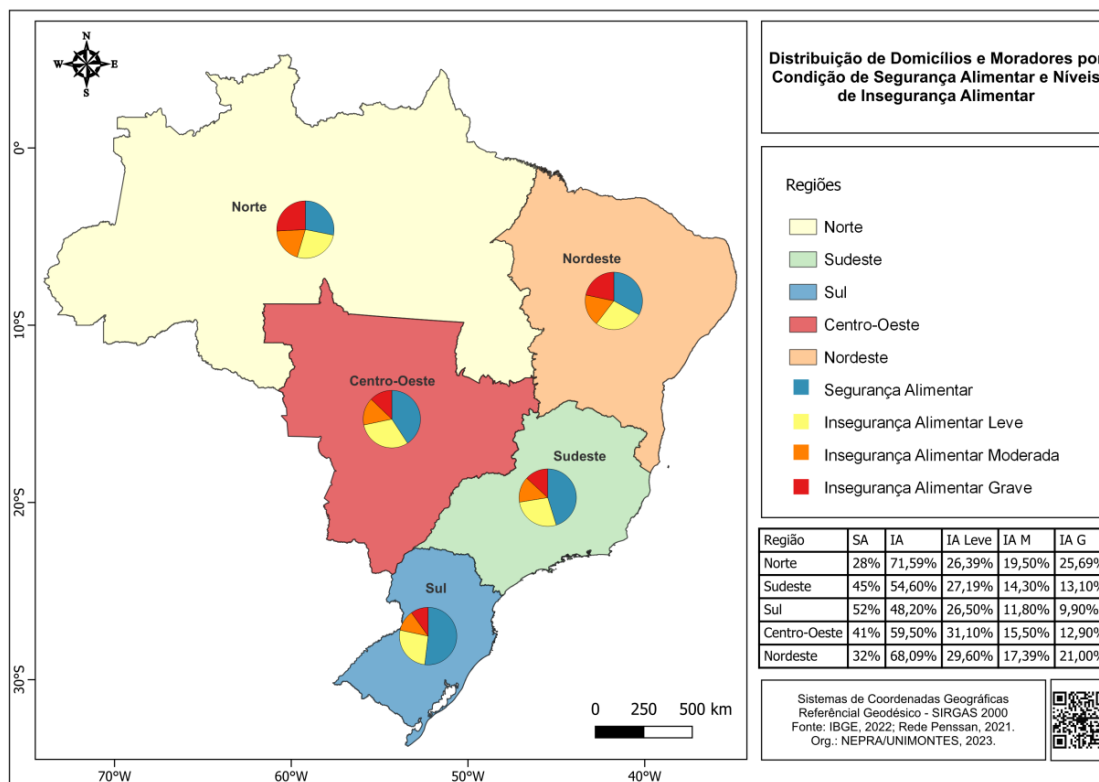 Distribuição de Domicílios e Moradores por
Condição de Segurança Alimentar e Níveis
de Insegurança Alimentar
N
W E
S
0°
10°S
20°S
30°S
70°W 60°W 50°W 40°W
Norte
Nordeste
Centro-Oeste
Sudeste
Sul
0 250 500 km
Regiões
Norte
Sudeste
Sul
Centro-Oeste
Nordeste
Segurança Alimentar
Insegurança Alimentar Leve
Insegurança Alimentar Moderada
Insegurança Alimentar Grave
Região SA IA IA Leve IA M IA G
Norte 28% 71,59% 26,39% 19,50% 25,69%
Sudeste 45% 54,60% 27,19% 14,30% 13,10%
Sul 52% 48,20% 26,50% 11,80% 9,90%
Centro-Oeste 41% 59,50% 31,10% 15,50% 12,90%
Nordeste 32% 68,09% 29,60% 17,39% 21,00%
Sistemas de Coordenadas Geográficas
Referêncial Geodésico - SIRGAS 2000
Fonte: IBGE, 2022; Rede Penssan, 2021.
Org.: NEPRA/UNIMONTES, 2023.